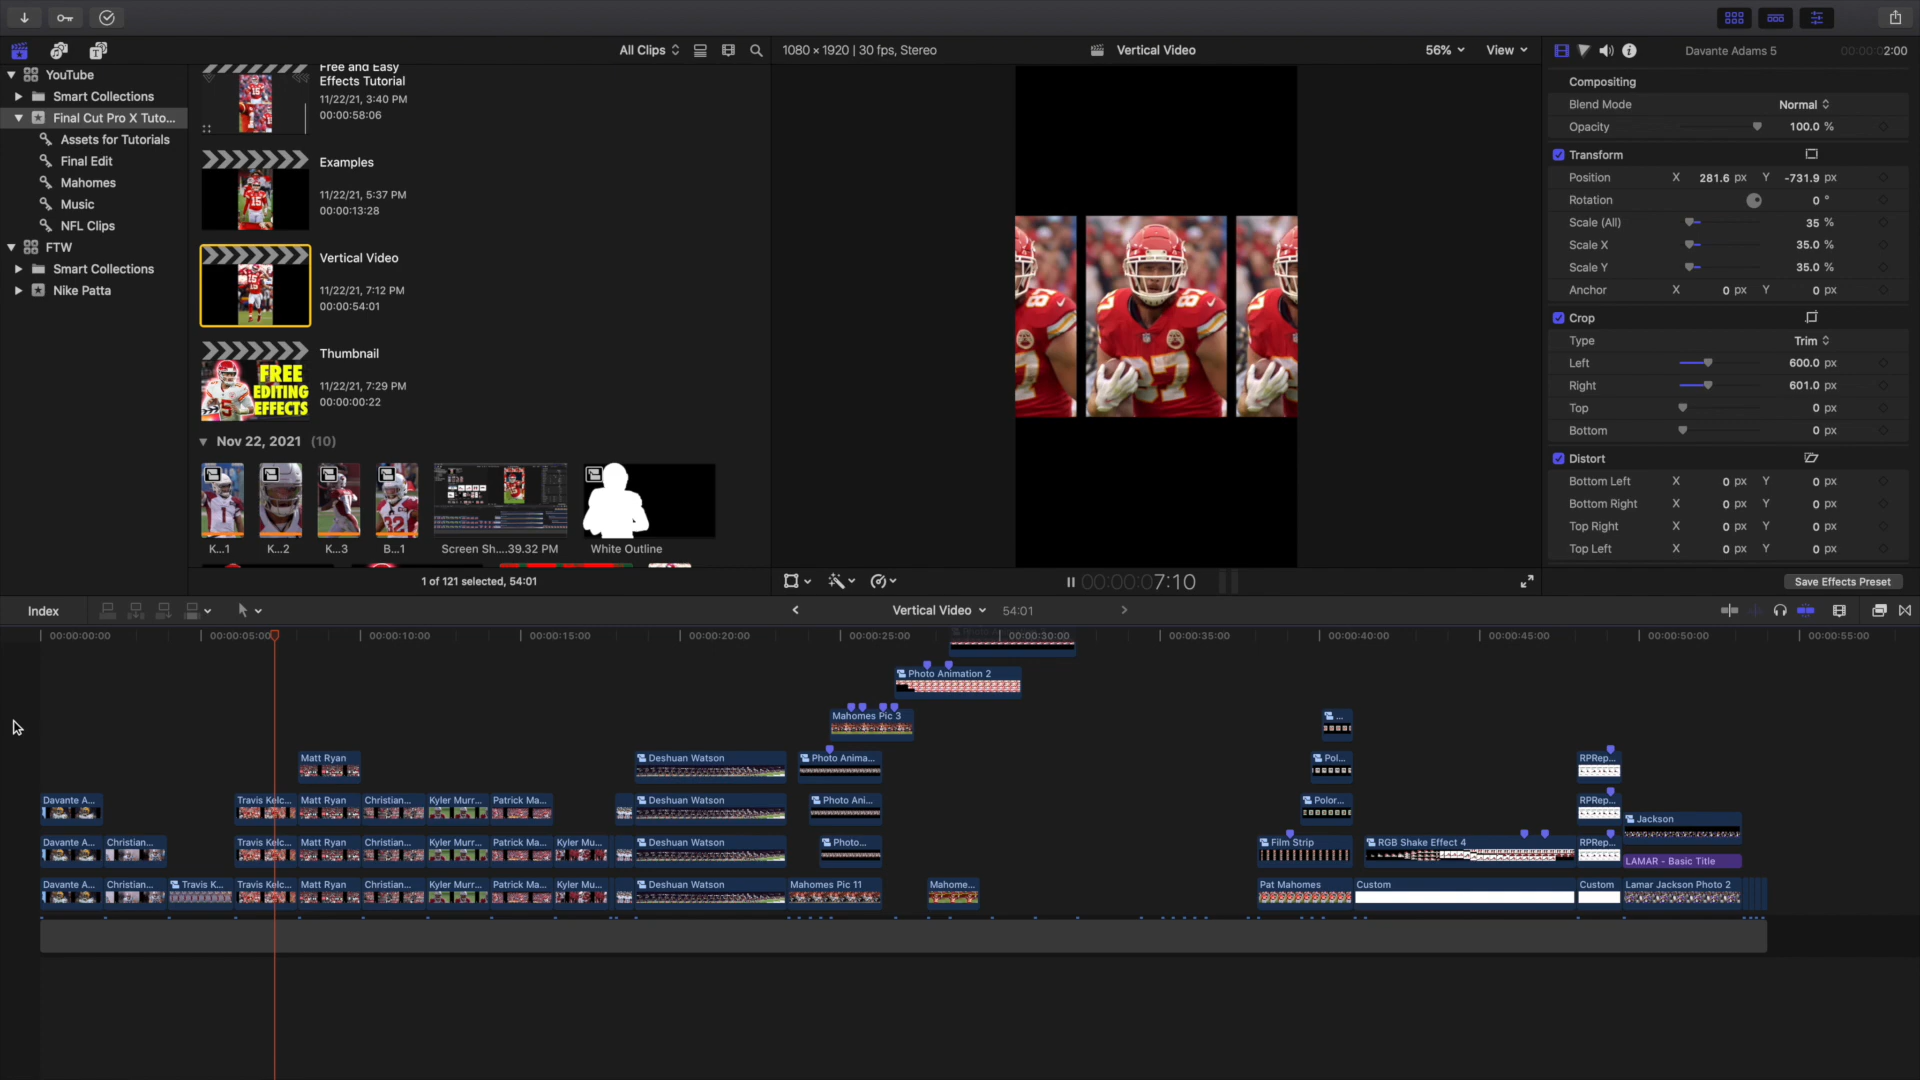 All Clips
1080 × 1920 | 30 fps, Stereo
Vertical Video
56%
View
Davante Adams 5
00:00:02:00
YouTube
Smart Collections
Final Cut Pro X Tuto...
Assets for Tutorials
Final Edit
Mahomes
Music
NFL Clips
FTW
Smart Collections
Nike Patta
Free and Easy
Effects Tutorial
11/22/21, 3:40 PM
00:00:58:06
Examples
11/22/21, 5:37 PM
00:00:13:28
Vertical Video
11/22/21, 7:12 PM
00:00:54:01
Thumbnail
11/22/21, 7:29 PM
00:00:00:22
FREE
EDITING
EFFECTS
Nov 22, 2021 (10)
K...1
K...2
K...3
B...1
Screen Sh....39.32 PM
White Outline
1 of 121 selected, 54:01
87
Compositing
Blend Mode Normal
Opacity 100.0 %
Transform
Position X 281.6 px Y -731.9 px
Rotation 0 °
Scale (All) 35 %
Scale X 35.0 %
Scale Y 35.0 %
Anchor X 0 px Y 0 px
Crop
Type Trim
Left 600.0 px
Right 601.0 px
Top 0 px
Bottom 0 px
Distort
Bottom Left X 0 px Y 0 px
Bottom Right X 0 px Y 0 px
Top Right X 0 px Y 0 px
Top Left X 0 px Y 0 px
00:00:07:10
Save Effects Preset
Index
Vertical Video
54:01
00:00:00:00
00:00:05:00
00:00:10:00
00:00:15:00
00:00:20:00
00:00:25:00
00:00:30:00
00:00:35:00
00:00:40:00
00:00:45:00
00:00:50:00
00:00:55:00
Photo Animation 2
Mahomes Pic 3
...
Matt Ryan
Deshuan Watson
Photo Anima...
Pol...
RPRep...
Davante A...
Travis Kelc...
Matt Ryan
Christian...
Kyler Murr...
Patrick Ma...
Deshuan Watson
Photo Ani...
Polor...
RPRep...
Jackson
Davante A...
Christian...
Travis Kelc...
Matt Ryan
Christian...
Kyler Murr...
Patrick Ma...
Kyler Mu...
Deshuan Watson
Photo...
Film Strip
RGB Shake Effect 4
RPRep...
LAMAR - Basic Title
Davante A...
Christian...
Travis K...
Travis Kelc...
Matt Ryan
Christian...
Kyler Murr...
Patrick Ma...
Kyler Mu...
Deshuan Watson
Mahomes Pic 11
Mahome...
Pat Mahomes
Custom
Custom
Lamar Jackson Photo 2